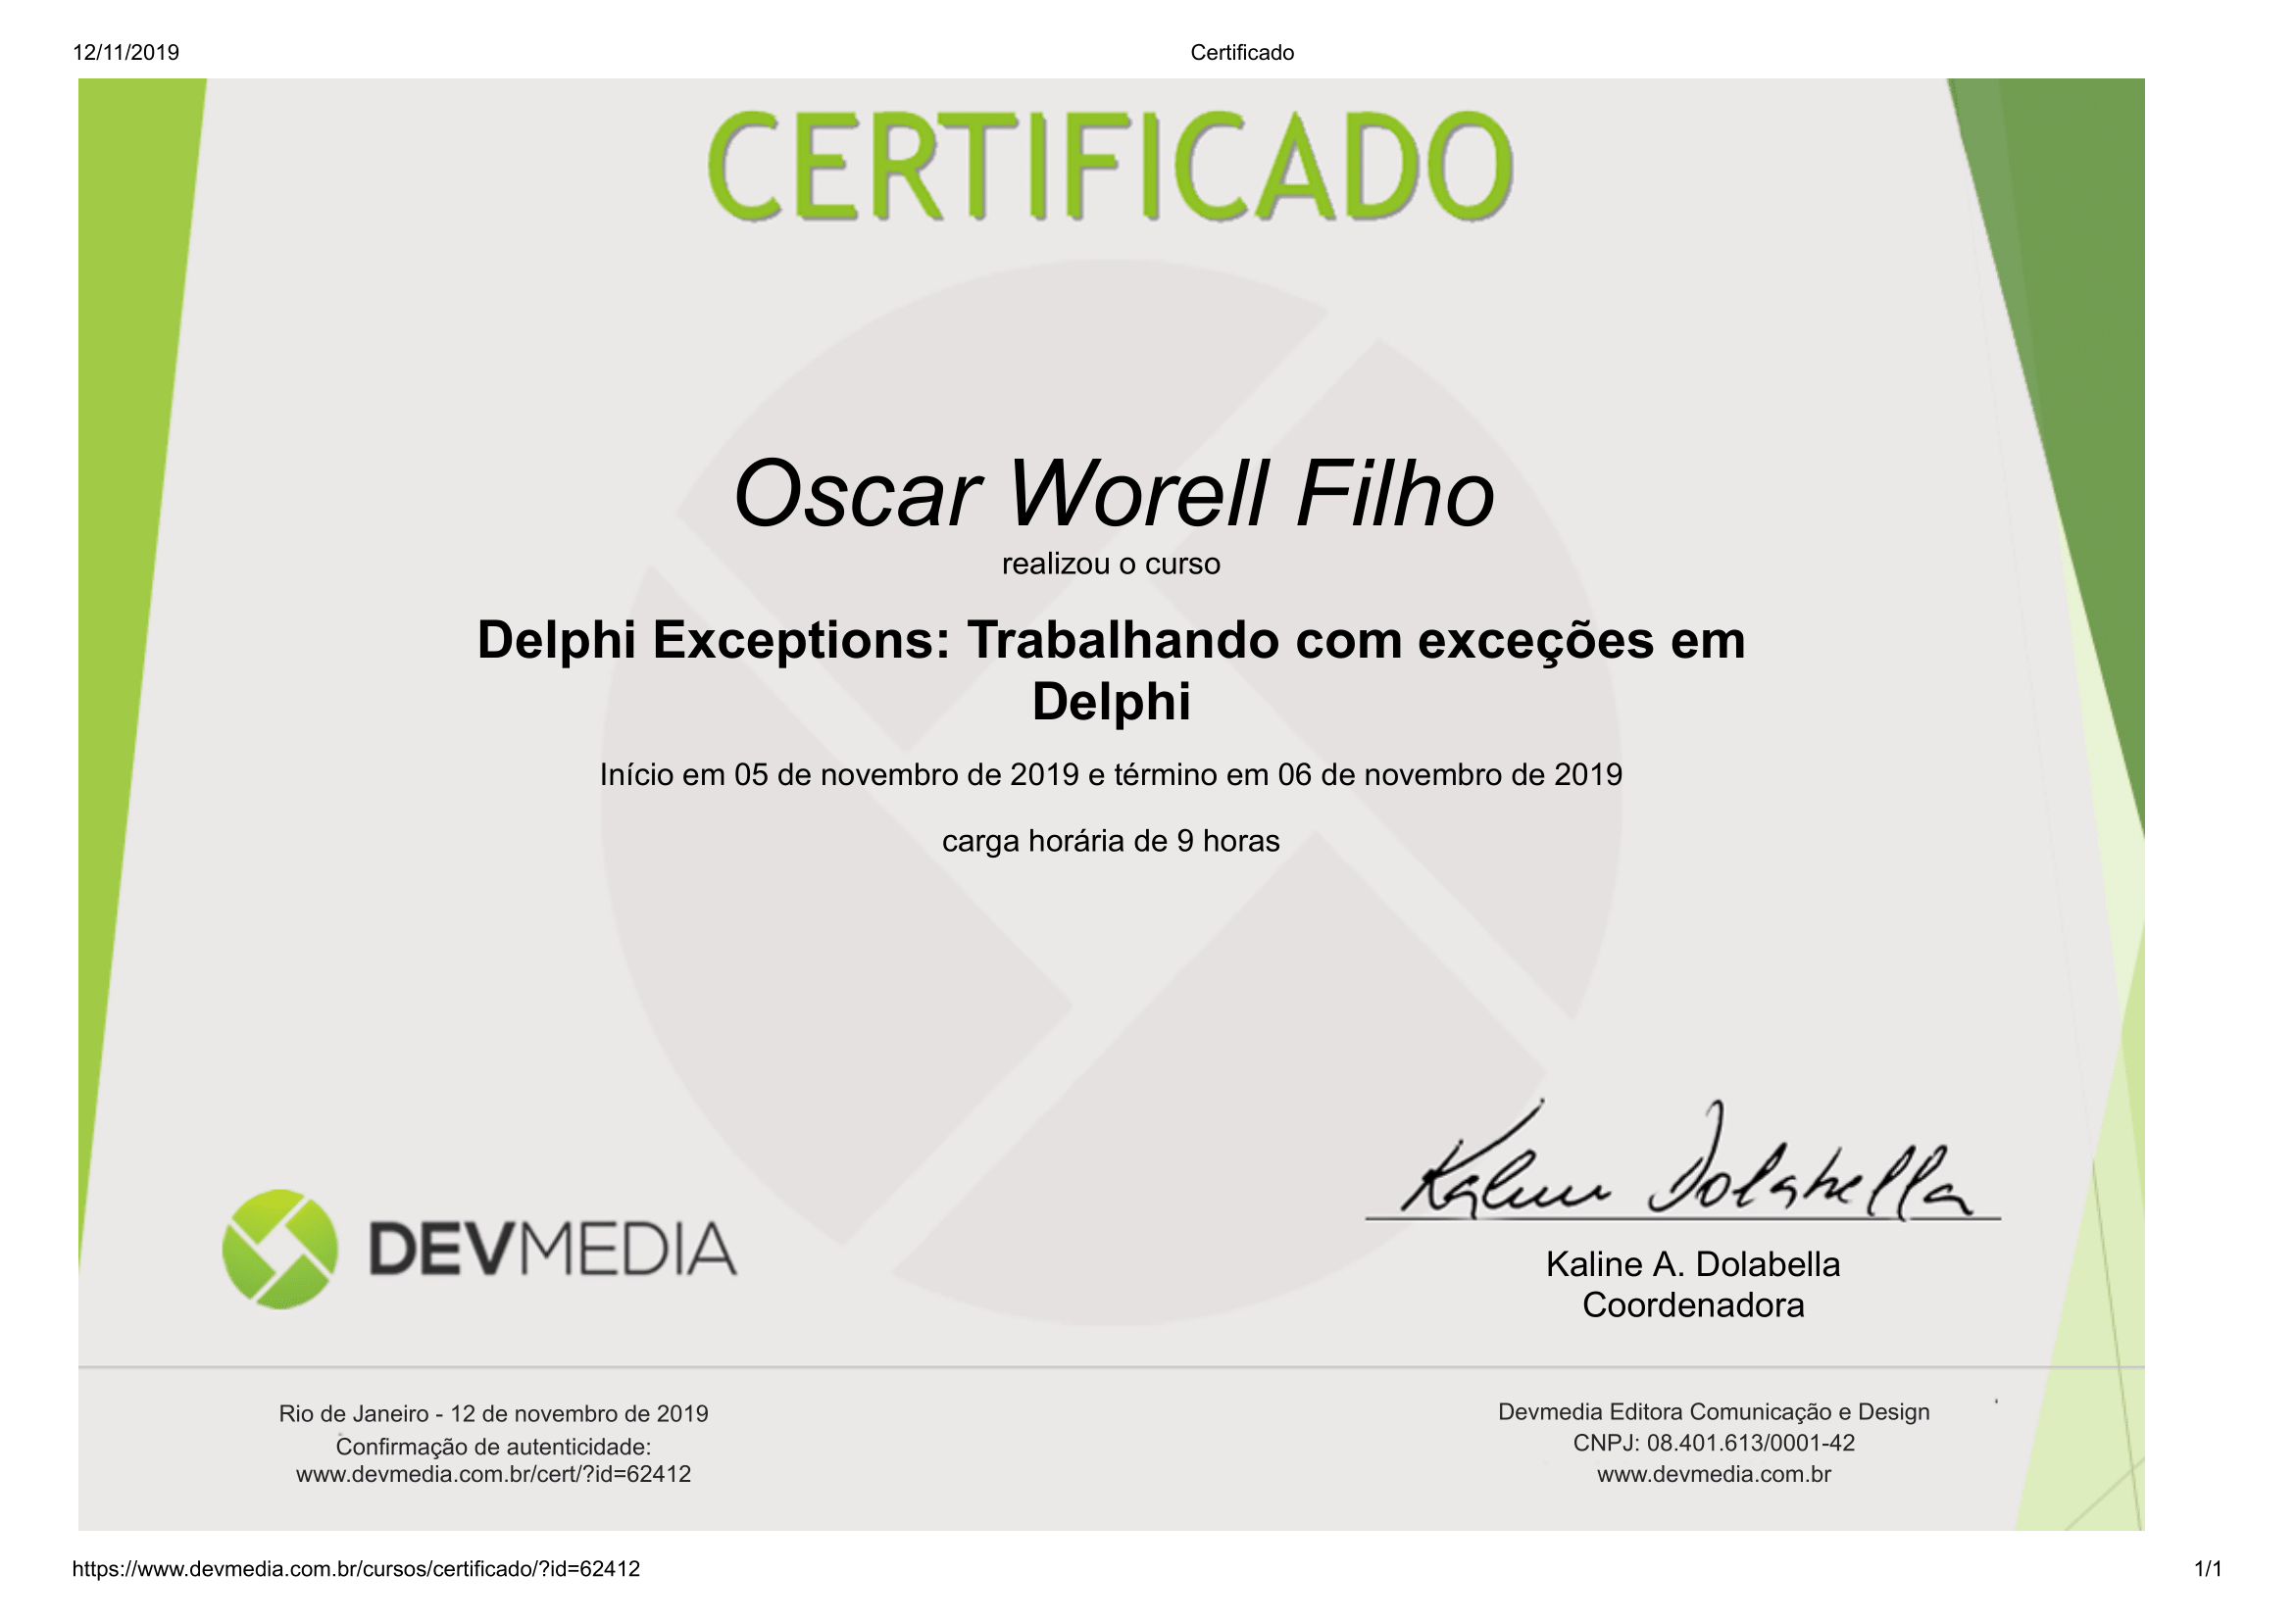 12/11/2019
Certificado
CERTIFICADO
Oscar Worell Filho
realizou o curso
Delphi Exceptions: Trabalhando com exceções em
Delphi
Início em 05 de novembro de 2019 e término em 06 de novembro de 2019
carga horária de 9 horas
Kaline Dolabella
DEVMEDIA
Kaline A. Dolabella
Coordenadora
Rio de Janeiro - 12 de novembro de 2019
Confirmação de autenticidade:
www.devmedia.com.br/cert/?id=62412
Devmedia Editora Comunicação e Design
CNPJ: 08.401.613/0001-42
www.devmedia.com.br
https://www.devmedia.com.br/cursos/certificado/?id=62412
1/1